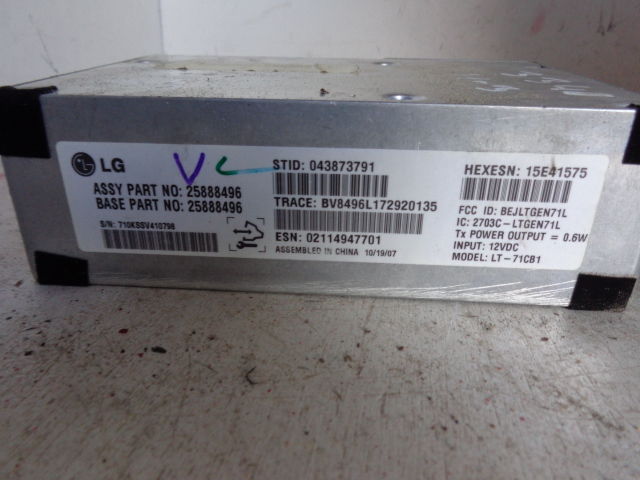 LG
V
ASSY PART NO: 25888496
BASE PART NO: 25888496
S/N: 710KSSV410798
STID: 043873791
TRACE: BV8496L172920135
ESN: 02114947701
ASSEMBLED IN CHINA 10/19/07
HEXESN: 15E41575
FCC ID: BEJLTGEN71L
IC: 2703C-LTGEN71L
Tx POWER OUTPUT = 0.6W
INPUT: 12VDC
MODEL: LT-71CB1